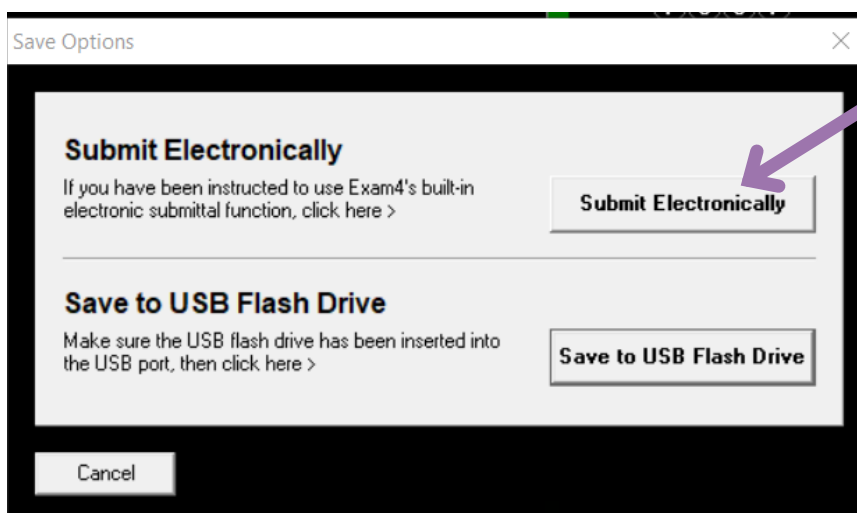 Save Options
Submit Electronically
If you have been instructed to use Exam4's built-in
electronic submittal function, click here >
Submit Electronically
Save to USB Flash Drive
Make sure the USB flash drive has been inserted into
the USB port, then click here >
Save to USB Flash Drive
Cancel